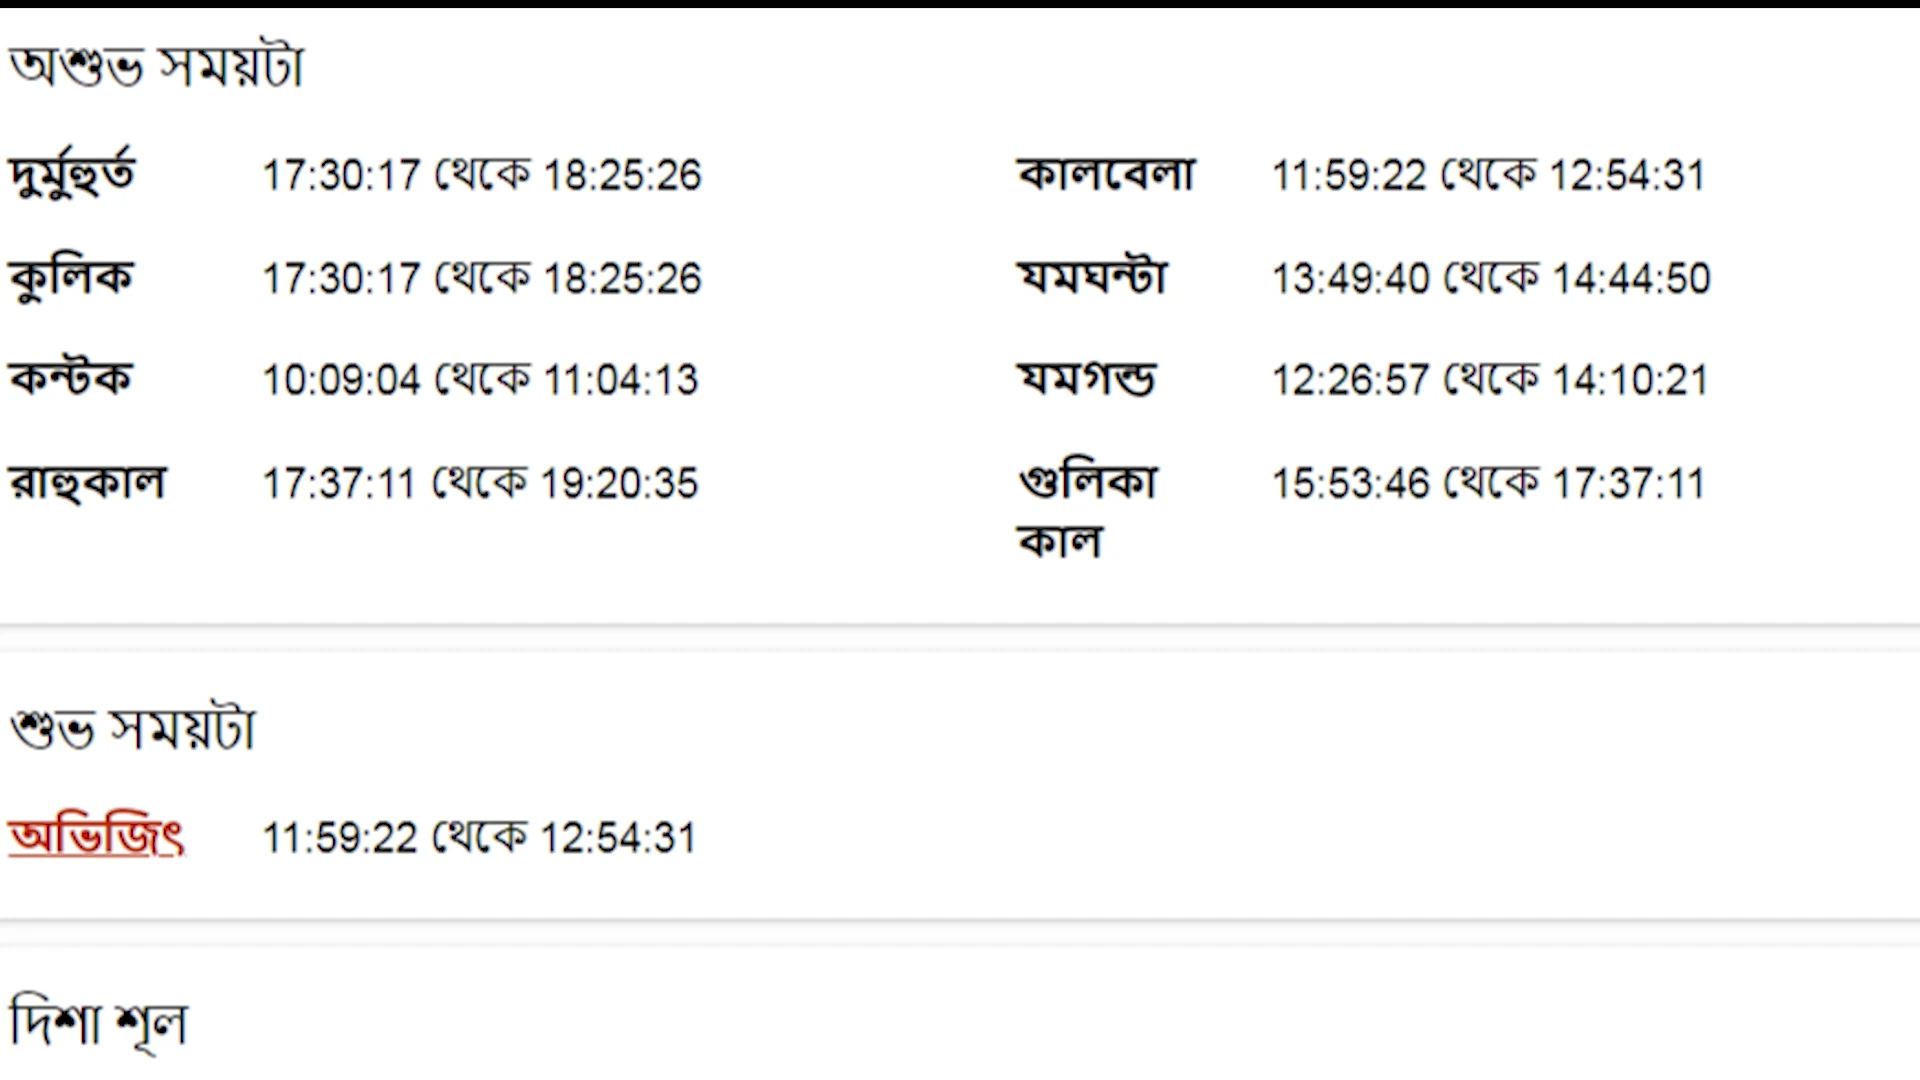 অশুভ সময়টা
দুর্মুহুর্ত 17:30:17 থেকে 18:25:26 কালবেলা 11:59:22 থেকে 12:54:31
কুলিক 17:30:17 থেকে 18:25:26 যমঘন্টা 13:49:40 থেকে 14:44:50
কন্টক 10:09:04 থেকে 11:04:13 যমগন্ড 12:26:57 থেকে 14:10:21
রাহুকাল 17:37:11 থেকে 19:20:35 গুলিকা 15:53:46 থেকে 17:37:11
কাল
শুভ সময়টা
অভিজিৎ 11:59:22 থেকে 12:54:31
দিশা শূল